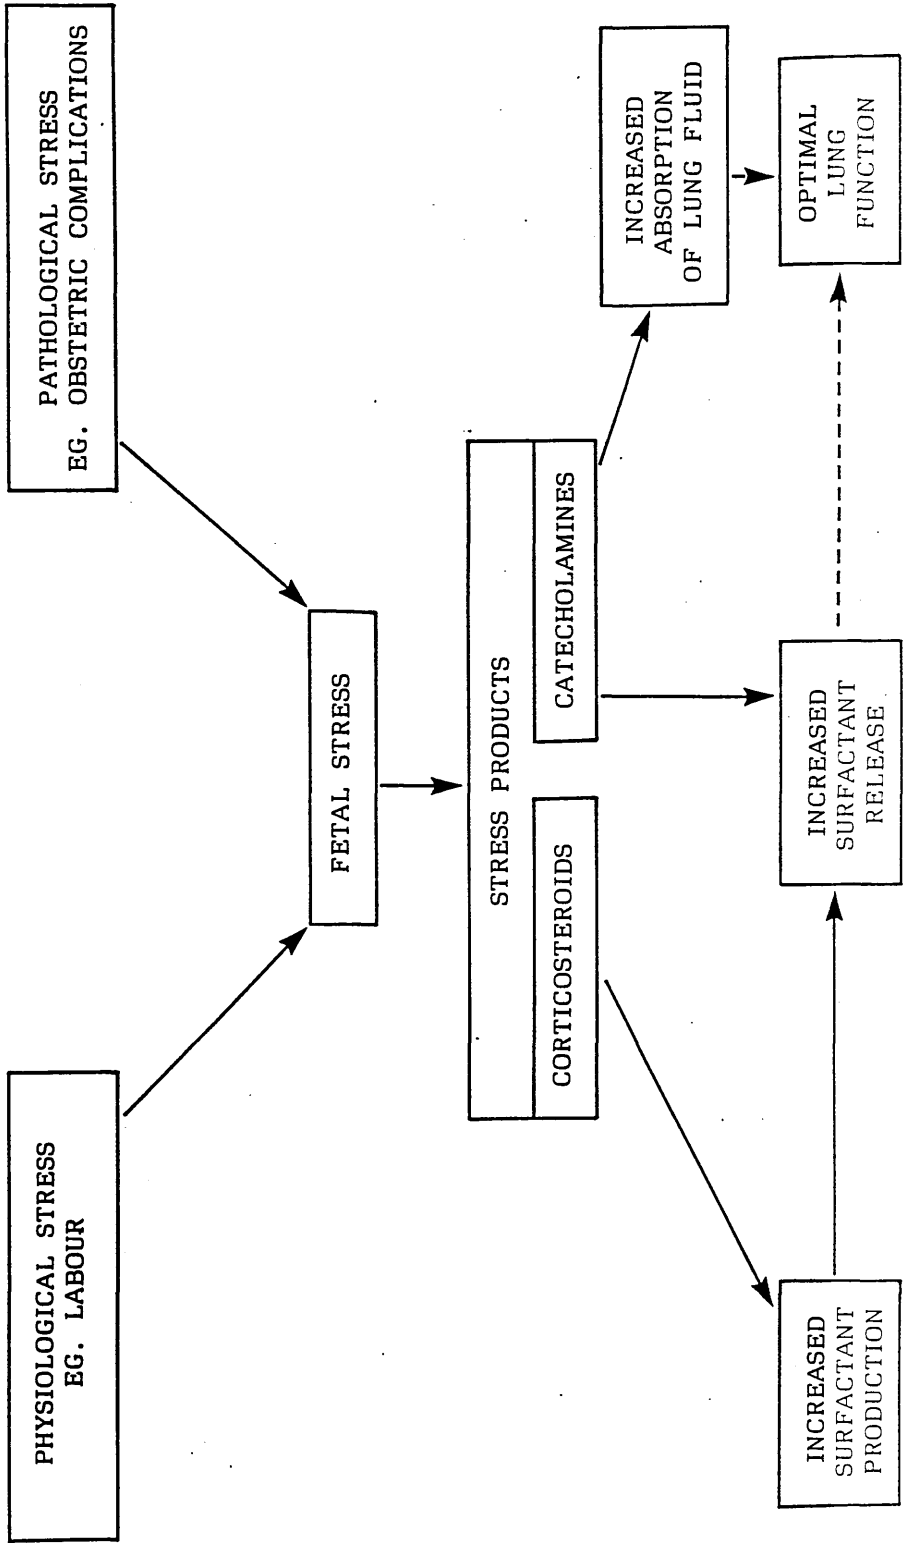 PHYSIOLOGICAL STRESS
EG. LABOUR
PATHOLOGICAL STRESS
EG. OBSTETRIC COMPLICATIONS
FETAL STRESS
STRESS PRODUCTS
CORTICOSTEROIDS
CATECHOLAMINES
INCREASED
ABSORPTION
OF LUNG FLUID
INCREASED
SURFACTANT
PRODUCTION
INCREASED
SURFACTANT
RELEASE
OPTIMAL
LUNG
FUNCTION